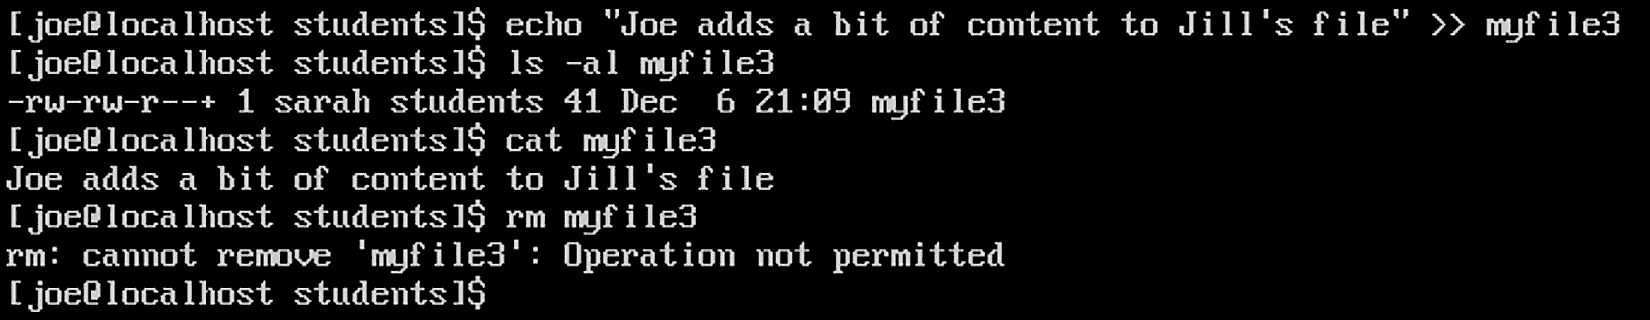 [joe@localhost students]$ echo "Joe adds a bit of content to Jill's file" >> myfile3
[joe@localhost students]$ ls -al myfile3
-rw-rw-r--+ 1 sarah students 41 Dec  6 21:09 myfile3
[joe@localhost students]$ cat myfile3
Joe adds a bit of content to Jill's file
[joe@localhost students]$ rm myfile3
rm: cannot remove 'myfile3': Operation not permitted
[joe@localhost students]$